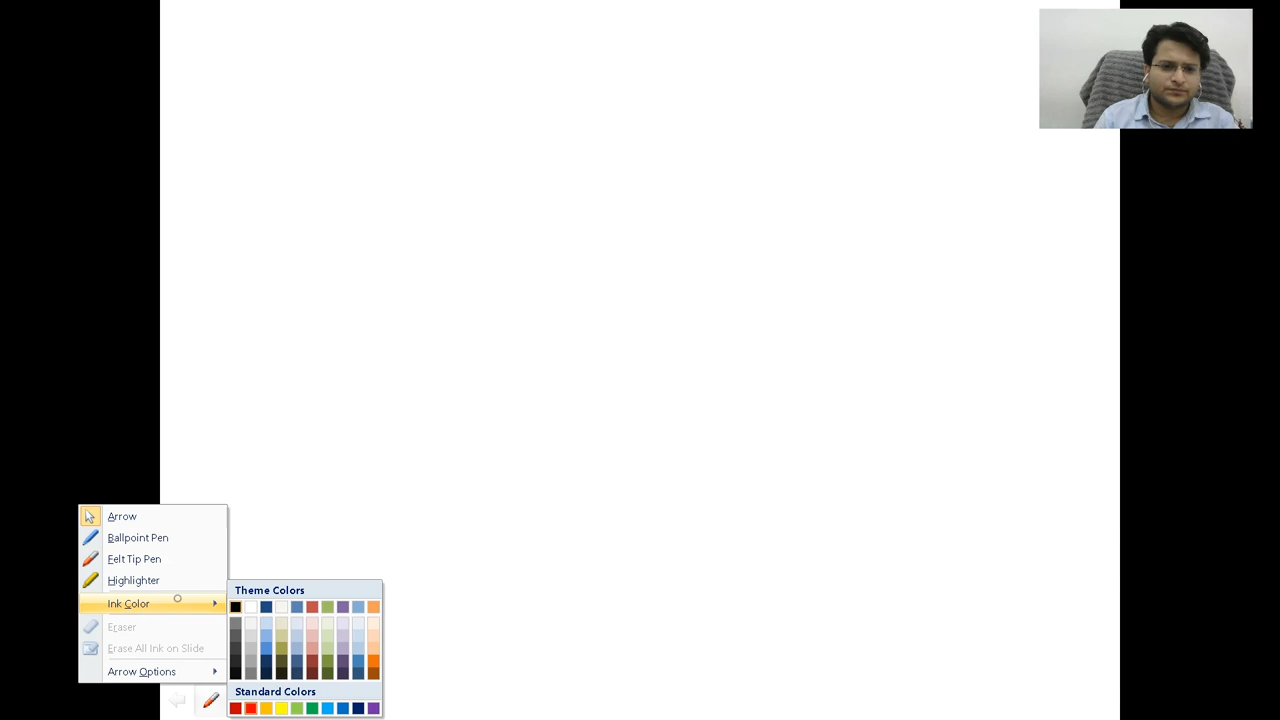 Arrow
Ballpoint Pen
Felt Tip Pen
Highlighter
Ink Color
Eraser
Erase All Ink on Slide
Arrow Options
Theme Colors
Standard Colors